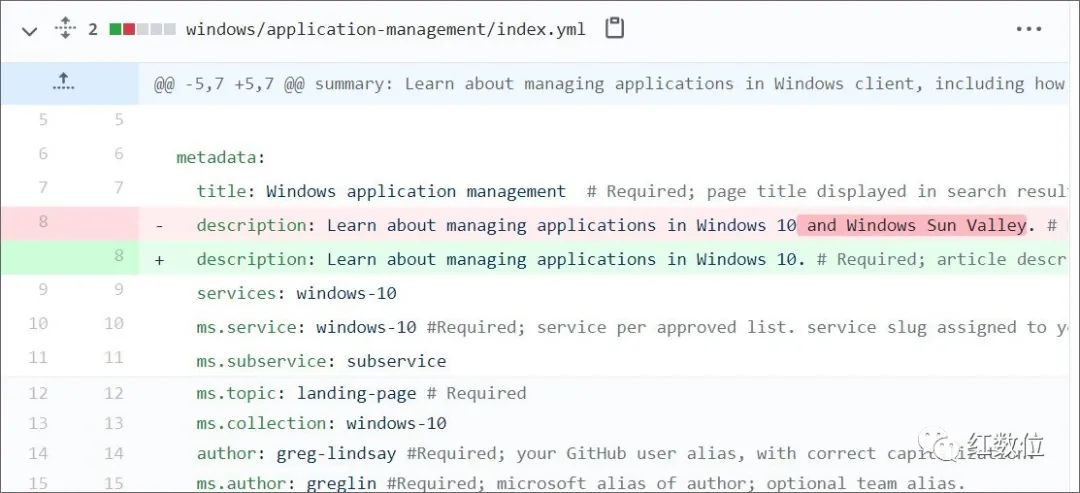 2 windows/application-management/index.yml
@@ -5,7 +5,7 @@ summary: Learn about managing applications in Windows client, including how
5 5
6 6 metadata:
7 7 title: Windows application management # Required; page title displayed in search resul
8 - description: Learn about managing applications in Windows 10 and Windows Sun Valley. #
8 + description: Learn about managing applications in Windows 10. # Required; article descr
9 9 services: windows-10
10 10 ms.service: windows-10 #Required; service per approved list. service slug assigned to y
11 11 ms.subservice: subservice
12 12 ms.topic: landing-page # Required
13 13 ms.collection: windows-10
14 14 author: greg-lindsay #Required; your GitHub user alias, with correct capitalization.
15 15 ms.author: greglin #Required; microsoft alias of author; optional team alias.
红数位